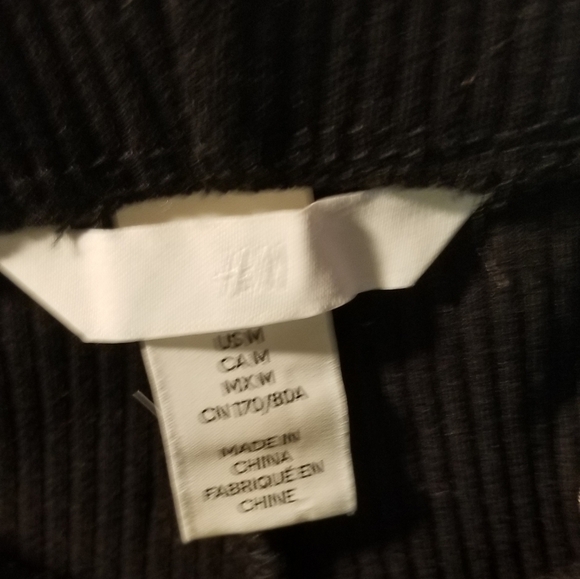 H&M
US M
CA M
MX M
CN 170/80A
MADE IN
CHINA
FABRIQUÉ EN
CHINE